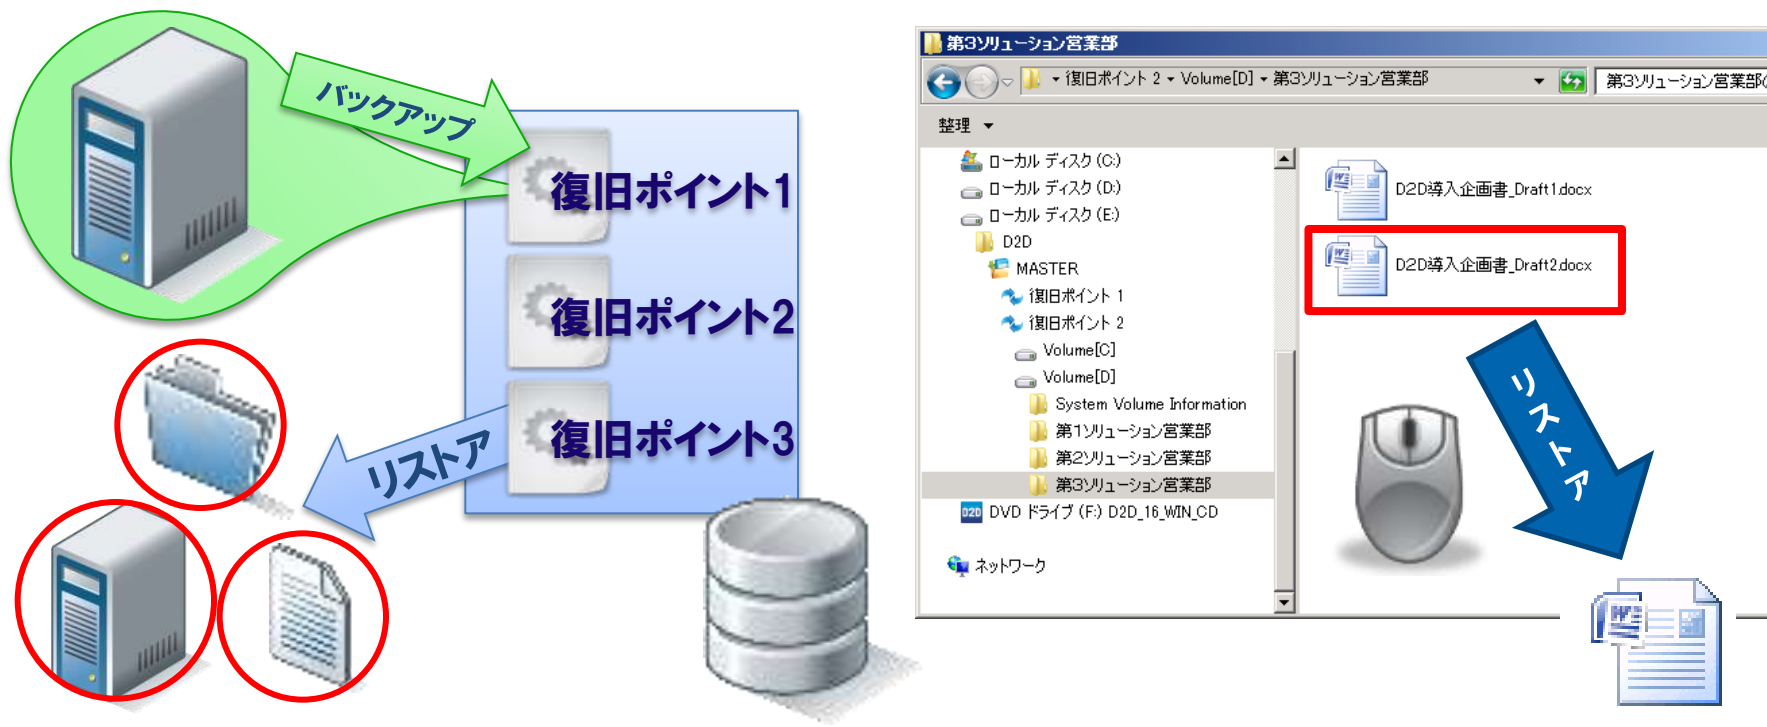 バックアップ
復旧ポイント1
復旧ポイント2
復旧ポイント3
リストア
第3ソリューション営業部
復旧ポイント 2 Volume[D] 第3ソリューション営業部
第3ソリューション営業部の
整理
ローカル ディスク (C:)
ローカル ディスク (D:)
ローカル ディスク (E:)
D2D
MASTER
復旧ポイント 1
復旧ポイント 2
Volume[C]
Volume[D]
System Volume Information
第1ソリューション営業部
第2ソリューション営業部
第3ソリューション営業部
D2D DVD ドライブ (F:) D2D_16_WIN_CD
ネットワーク
D2D導入企画書_Draft1.docx
D2D導入企画書_Draft2.docx
リストア